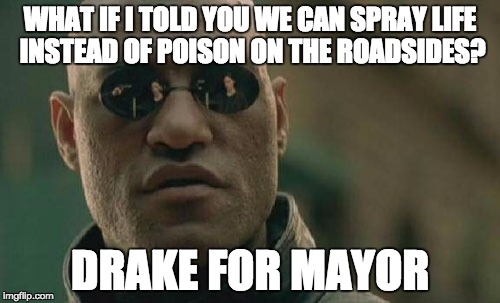 WHAT IF I TOLD YOU WE CAN SPRAY LIFE
INSTEAD OF POISON ON THE ROADSIDES?
DRAKE FOR MAYOR
imgflip.com